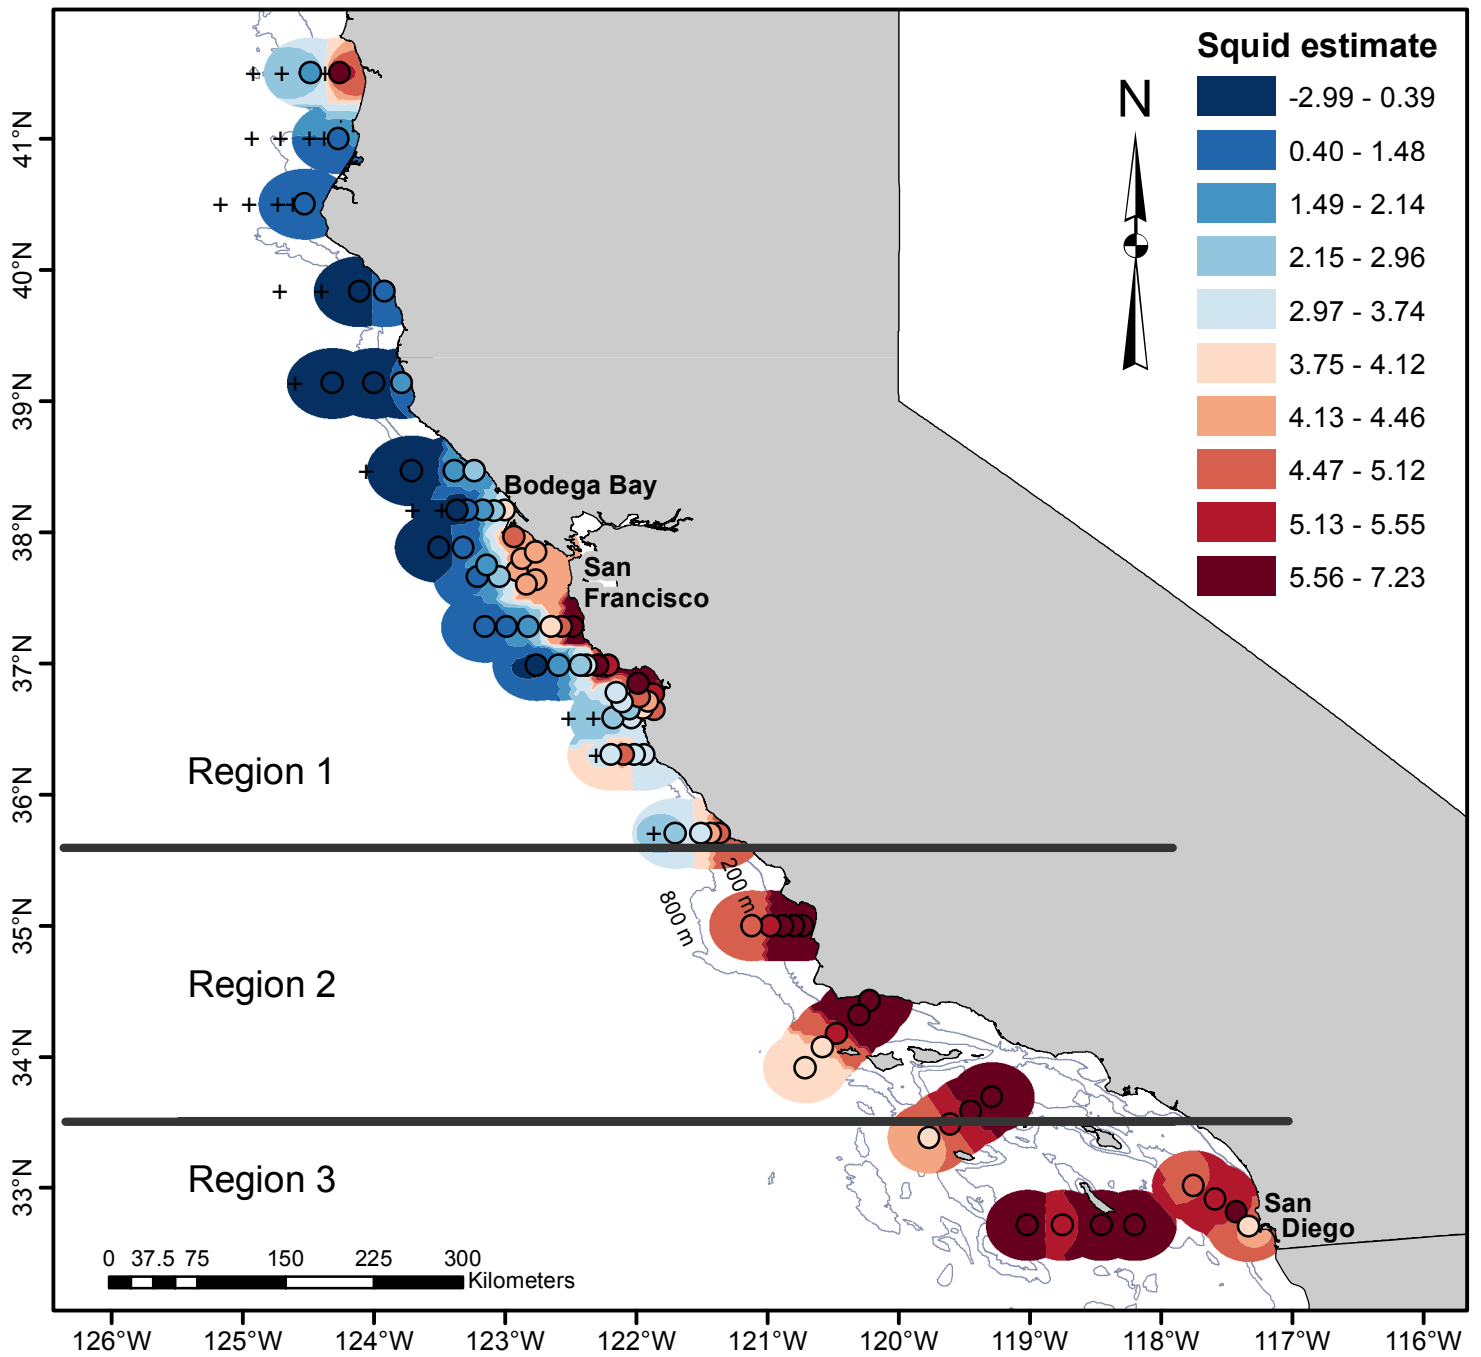 Squid estimate
-2.99 - 0.39
0.40 - 1.48
1.49 - 2.14
2.15 - 2.96
2.97 - 3.74
3.75 - 4.12
4.13 - 4.46
4.47 - 5.12
5.13 - 5.55
5.56 - 7.23
N
41°N
40°N
39°N
38°N
37°N
36°N
35°N
34°N
33°N
Bodega Bay
San
Francisco
Region 1
200 m
800 m
Region 2
Region 3
San
Diego
0 37.5 75 150 225 300
Kilometers
126°W 125°W 124°W 123°W 122°W 121°W 120°W 119°W 118°W 117°W 116°W